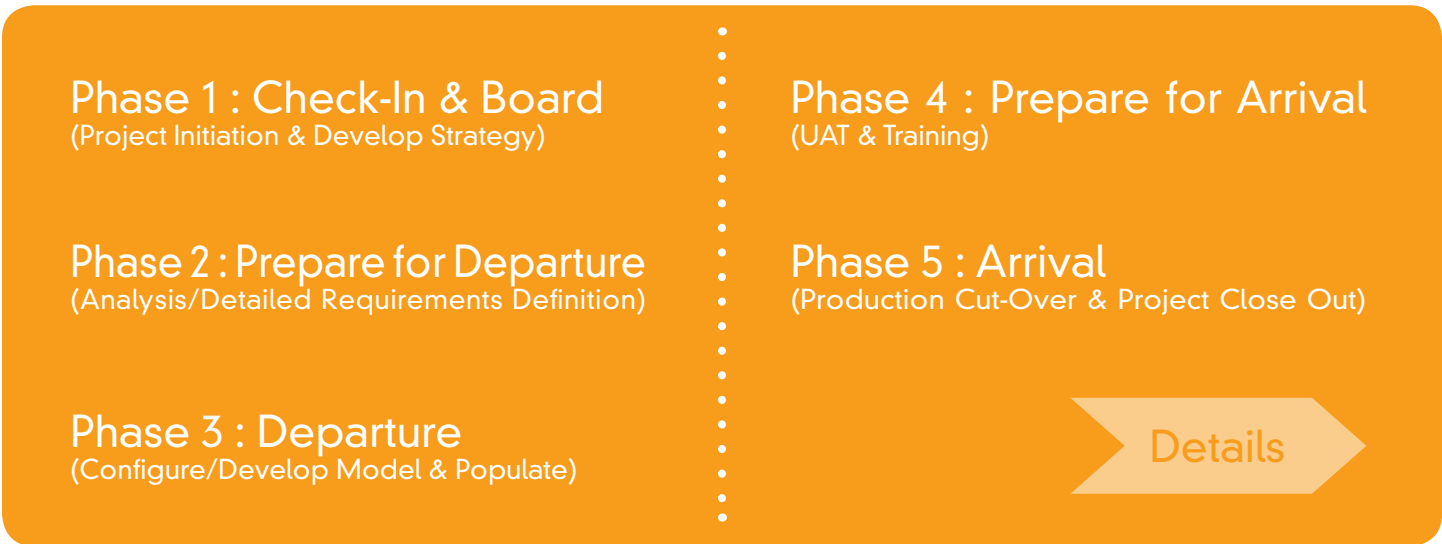 Phase 1 : Check-In & Board
(Project Initiation & Develop Strategy)
Phase 2 : Prepare for Departure
(Analysis/Detailed Requirements Definition)
Phase 3 : Departure
(Configure/Develop Model & Populate)
Phase 4 : Prepare for Arrival
(UAT & Training)
Phase 5 : Arrival
(Production Cut-Over & Project Close Out)
Details